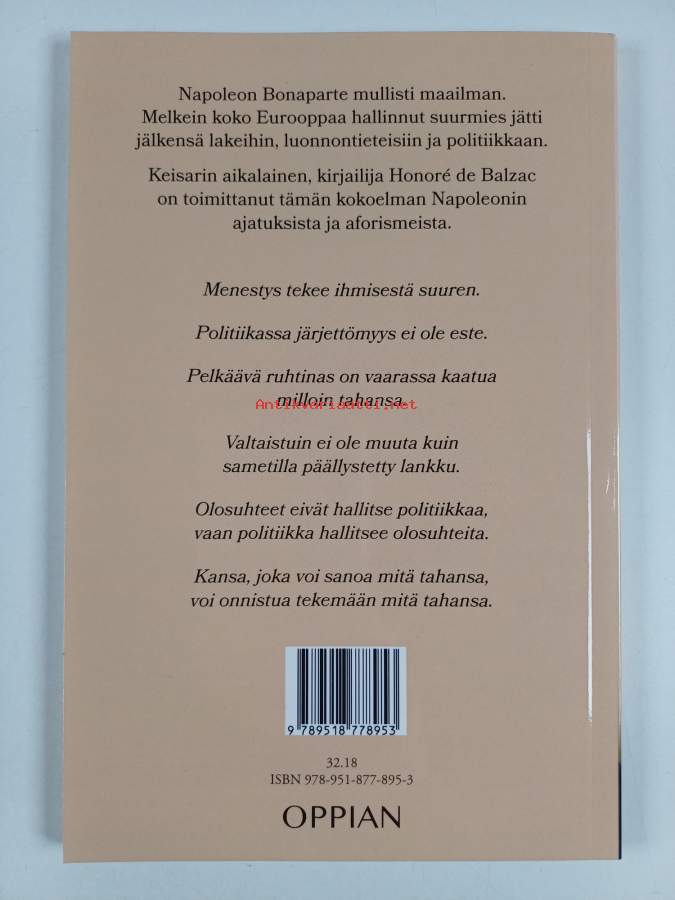 Napoleon Bonaparte mullisti maailman.
Melkein koko Eurooppaa hallinnut suurmies jätti
jälkensä lakeihin, luonnontieteisiin ja politiikkaan.
Keisarin aikalainen, kirjailija Honoré de Balzac
on toimittanut tämän kokoelman Napoleonin
ajatuksista ja aforismeista.
Menestys tekee ihmisestä suuren.
Politiikassa järjettömyys ei ole este.
Pelkäävä ruhtinas on vaarassa kaatua
milloin tahansa.
Antikvariaatti.net
Valtaistuin ei ole muuta kuin
sametilla päällystetty lankku.
Olosuhteet eivät hallitse politiikkaa,
vaan politiikka hallitsee olosuhteita.
Kansa, joka voi sanoa mitä tahansa,
voi onnistua tekemään mitä tahansa.
9 789518 778953
32.18
ISBN 978-951-877-895-3
OPPIAN